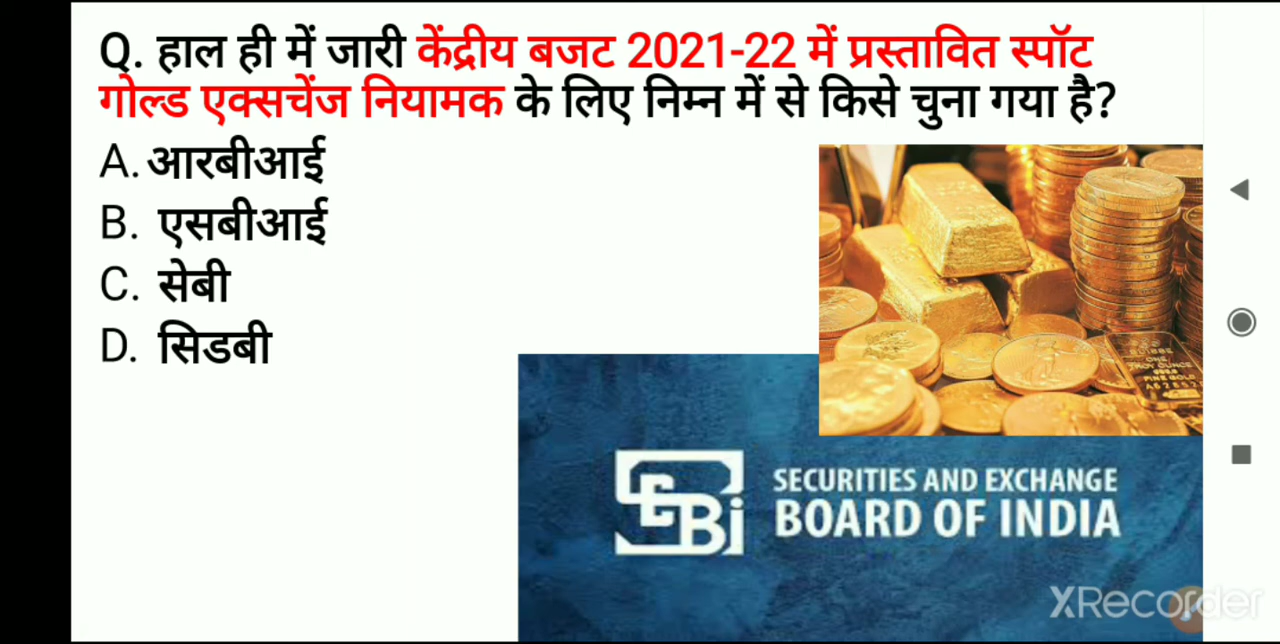 Q. हाल ही में जारी केंद्रीय बजट 2021-22 में प्रस्तावित स्पॉट
गोल्ड एक्सचेंज नियामक के लिए निम्न में से किसे चुना गया है?
A. आरबीआई
B. एसबीआई
C. सेबी
D. सिडबी
SEBi
SECURITIES AND EXCHANGE
BOARD OF INDIA
XRecorder